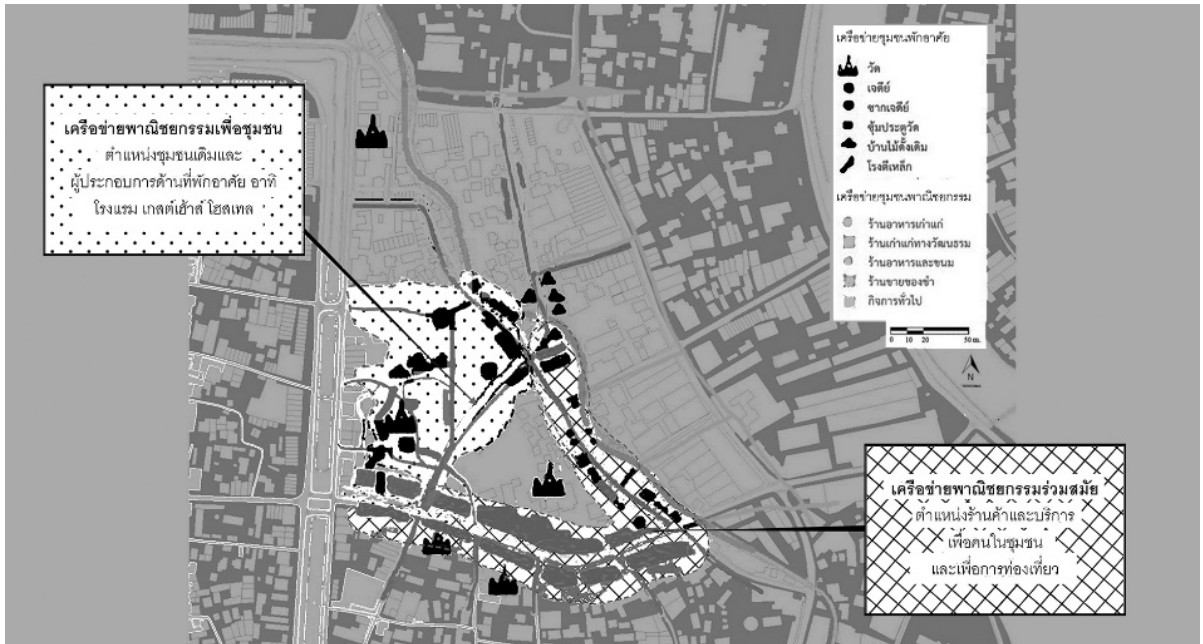 เครือข่ายพาณิชยกรรมเพื่อชุมชน
ตำแหน่งชุมชนเดิมและ
ผู้ประกอบการด้านที่พักอาศัย อาทิ
โรงแรม เกสต์เฮ้าส์ โฮสเทล
เครือข่ายชุมชนพักอาศัย
วัด
เจดีย์
ซากเจดีย์
ซุ้มประตูวัด
บ้านไม้ดั้งเดิม
โรงตีเหล็ก
เครือข่ายชุมชนพาณิชยกรรม
ร้านอาหารเก่าแก่
ร้านเก่าแก่ทางวัฒนธรม
ร้านอาหารและขนม
ร้านขายของชำ
กิจการทั่วไป
0 10 20 50 m.
N
เครือข่ายพาณิชยกรรมร่วมสมัย
ตำแหน่งร้านค้าและบริการ
เพื่อคนในชุมชน
และเพื่อการท่องเที่ยว